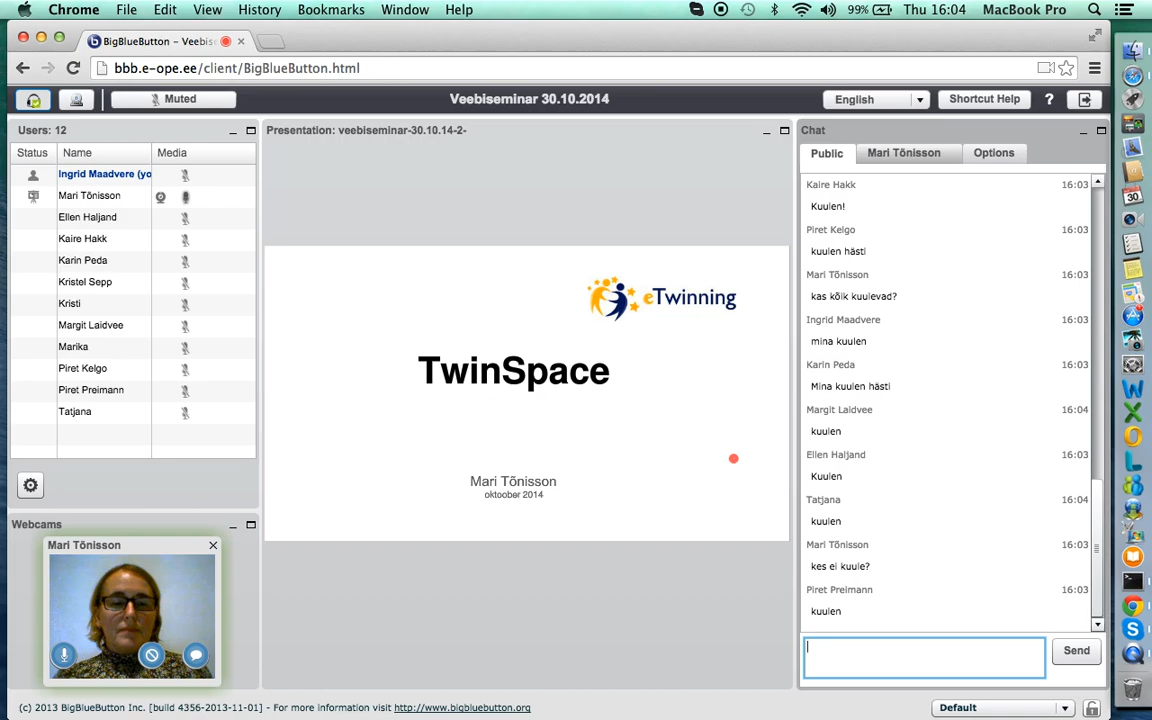 Chrome File Edit View History Bookmarks Window Help 99% Thu 16:04 MacBook Pro
BigBlueButton – Veebis
bbb.e-ope.ee/client/BigBlueButton.html
Muted Veebiseminar 30.10.2014 English Shortcut Help ?
Users: 12
Status Name Media
Ingrid Maadvere (yo
Mari Tõnisson
Ellen Haljand
Kaire Hakk
Karin Peda
Kristel Sepp
Kristi
Margit Laidvee
Marika
Piret Kelgo
Piret Preimann
Tatjana
Webcams
Mari Tõnisson
Presentation: veebiseminar-30.10.14-2-
eTwinning
TwinSpace
Mari Tõnisson
oktoober 2014
Chat
Public Mari Tõnisson Options
Kaire Hakk 16:03
Kuulen!
Piret Kelgo 16:03
kuulen hästi
Mari Tõnisson 16:03
kas kõik kuulevad?
Ingrid Maadvere 16:03
mina kuulen
Karin Peda 16:03
Mina kuulen hästi
Margit Laidvee 16:04
kuulen
Ellen Haljand 16:03
Kuulen
Tatjana 16:04
kuulen
Mari Tõnisson 16:03
kes ei kuule?
Piret Preimann 16:03
kuulen
Send
(c) 2013 BigBlueButton Inc. [build 4356-2013-11-01] - For more information visit http://www.bigbluebutton.org
Default
30